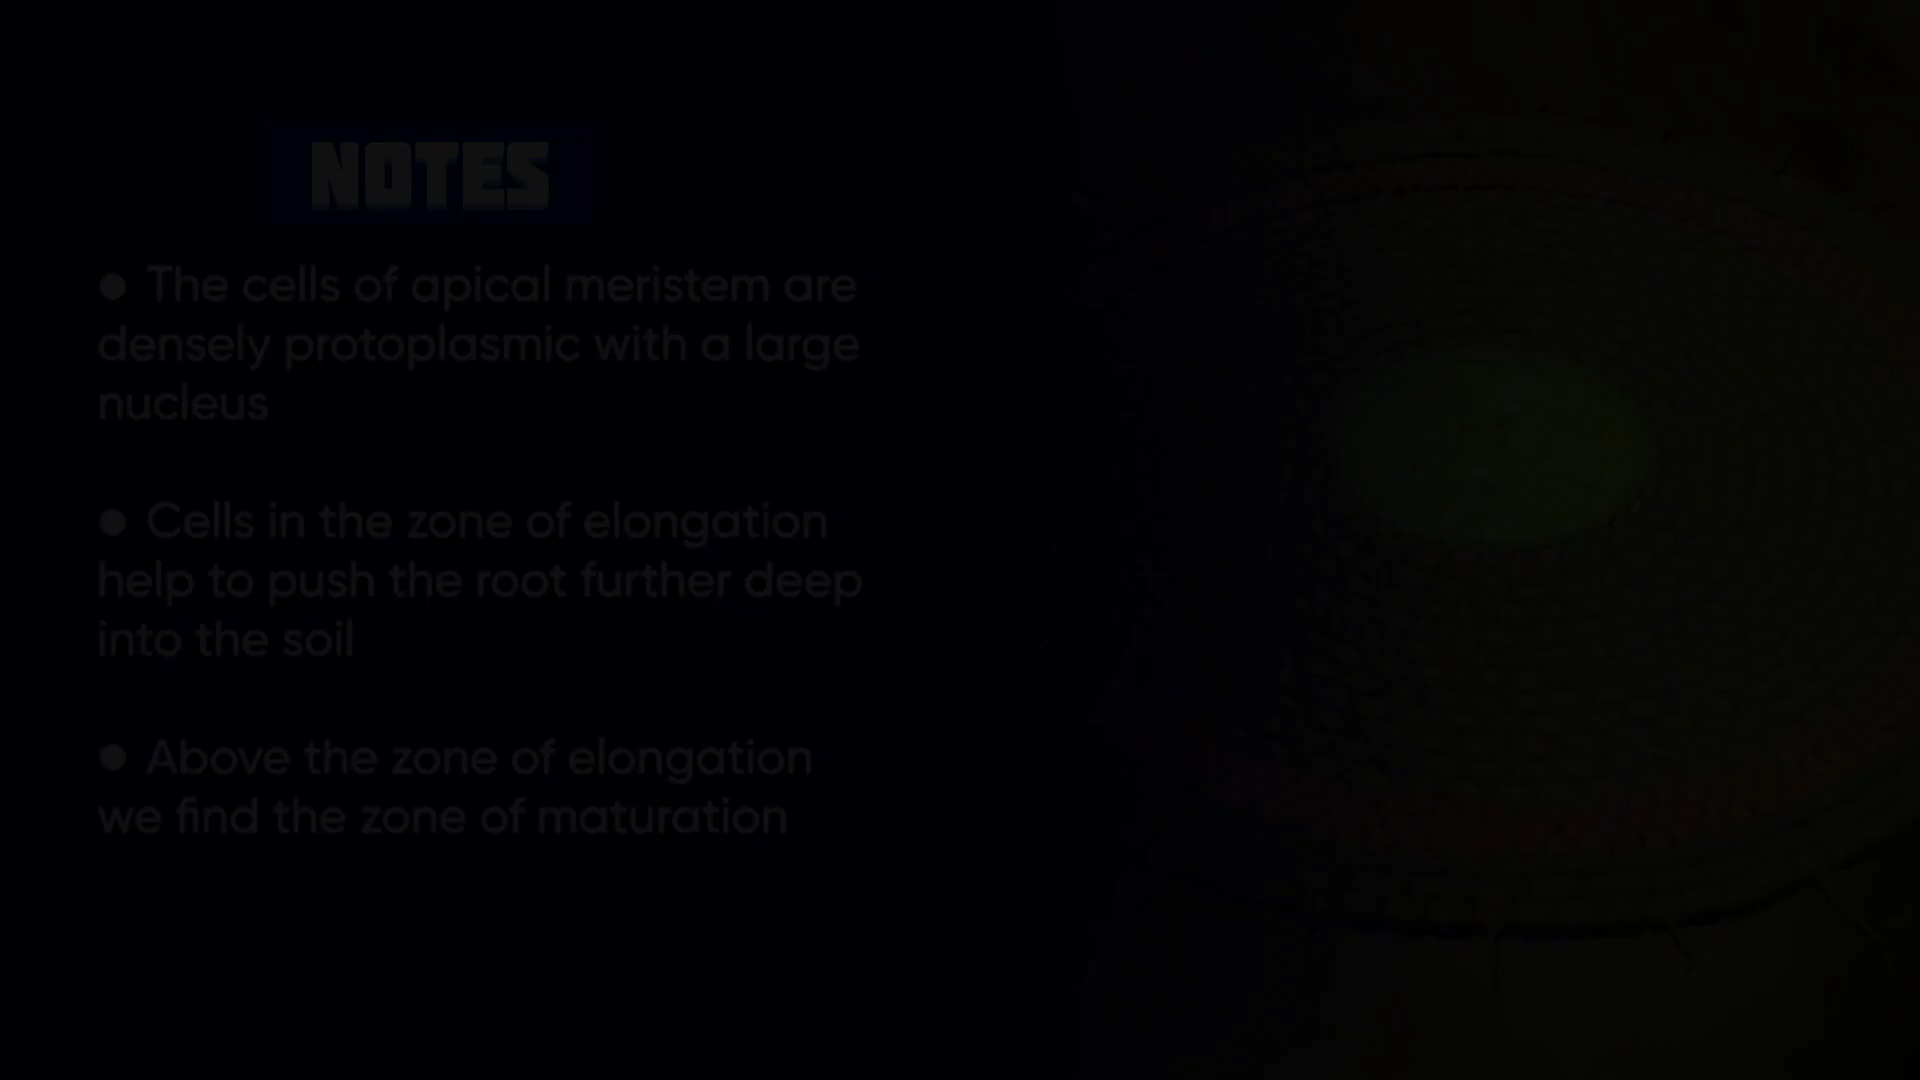 NOTES
● The cells of apical meristem are
densely protoplasmic with a large
nucleus
● Cells in the zone of elongation
help to push the root further deep
into the soil
● Above the zone of elongation
we find the zone of maturation